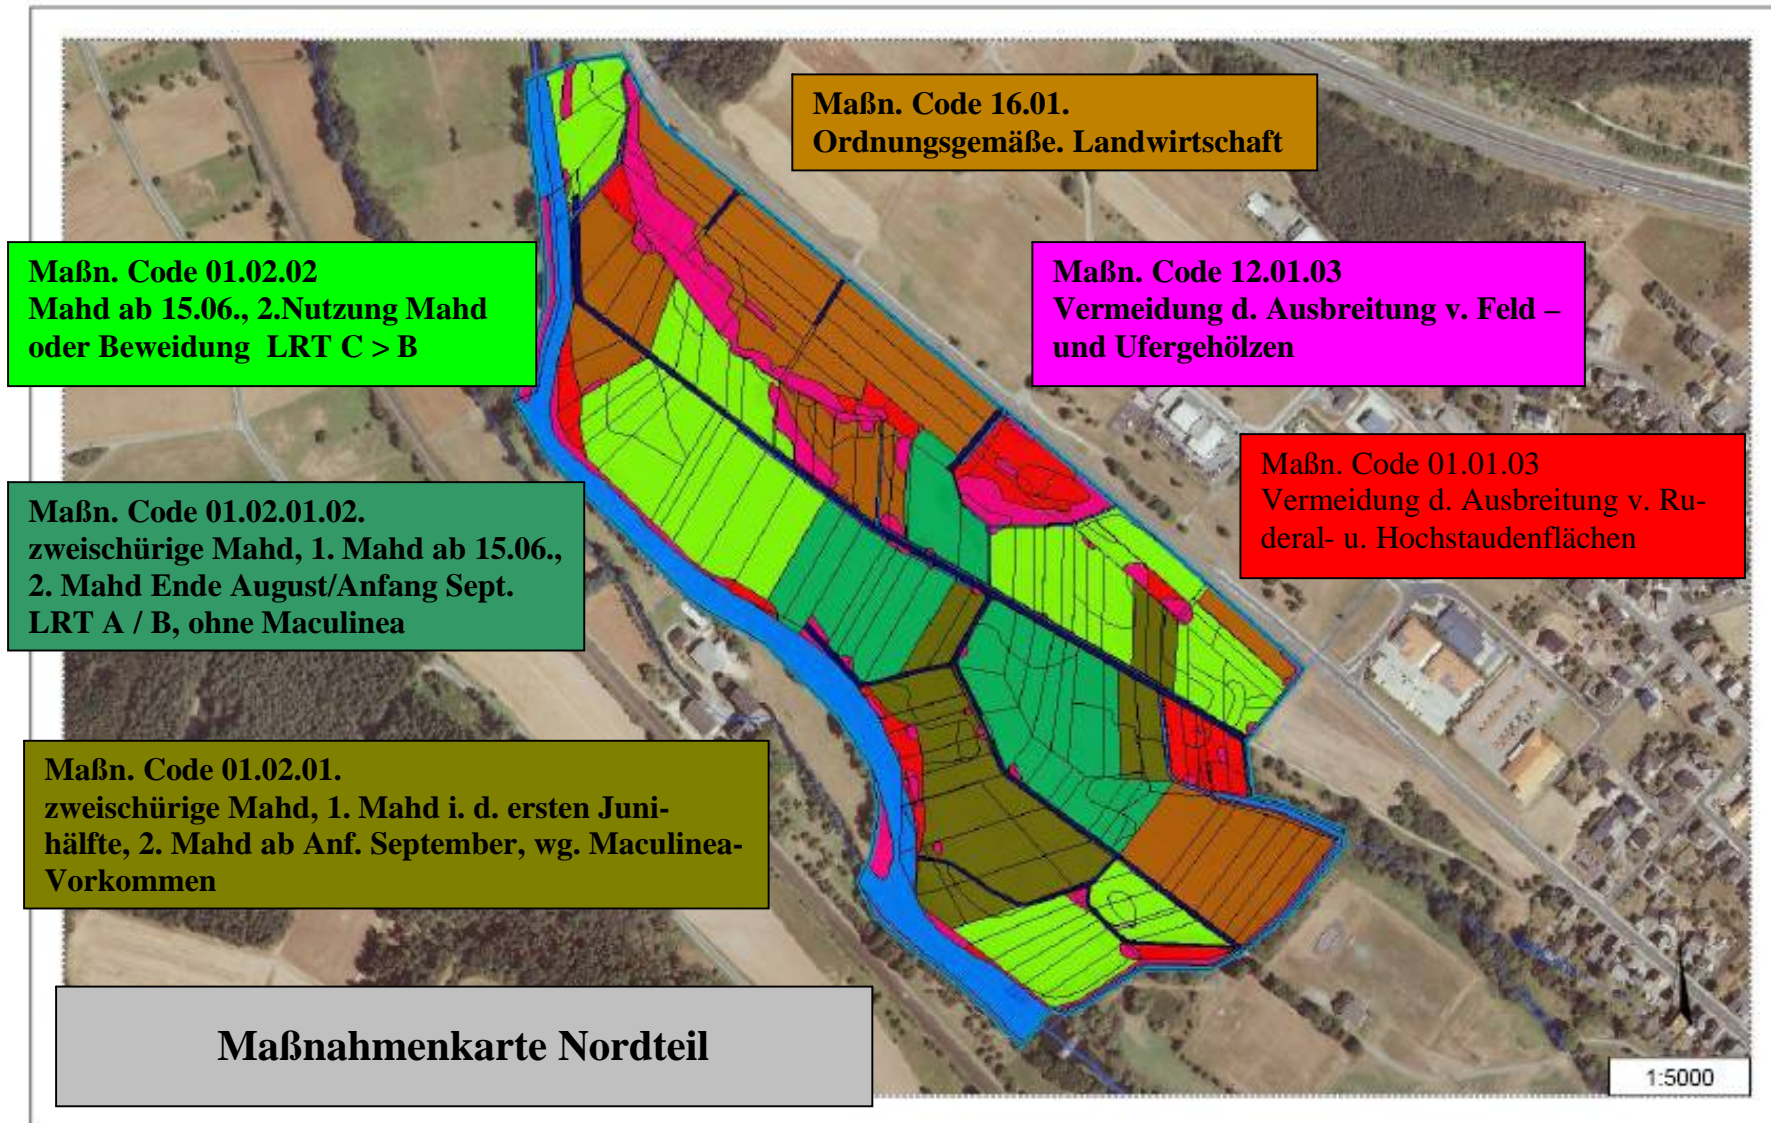 Maßn. Code 16.01.
Ordnungsgemäße. Landwirtschaft
Maßn. Code 01.02.02
Mahd ab 15.06., 2.Nutzung Mahd
oder Beweidung LRT C > B
Maßn. Code 12.01.03
Vermeidung d. Ausbreitung v. Feld –
und Ufergehölzen
Maßn. Code 01.01.03
Vermeidung d. Ausbreitung v. Ru-
deral- u. Hochstaudenflächen
Maßn. Code 01.02.01.02.
zweischürige Mahd, 1. Mahd ab 15.06.,
2. Mahd Ende August/Anfang Sept.
LRT A / B, ohne Maculinea
Maßn. Code 01.02.01.
zweischürige Mahd, 1. Mahd i. d. ersten Juni-
hälfte, 2. Mahd ab Anf. September, wg. Maculinea-
Vorkommen
Maßnahmenkarte Nordteil
1:5000